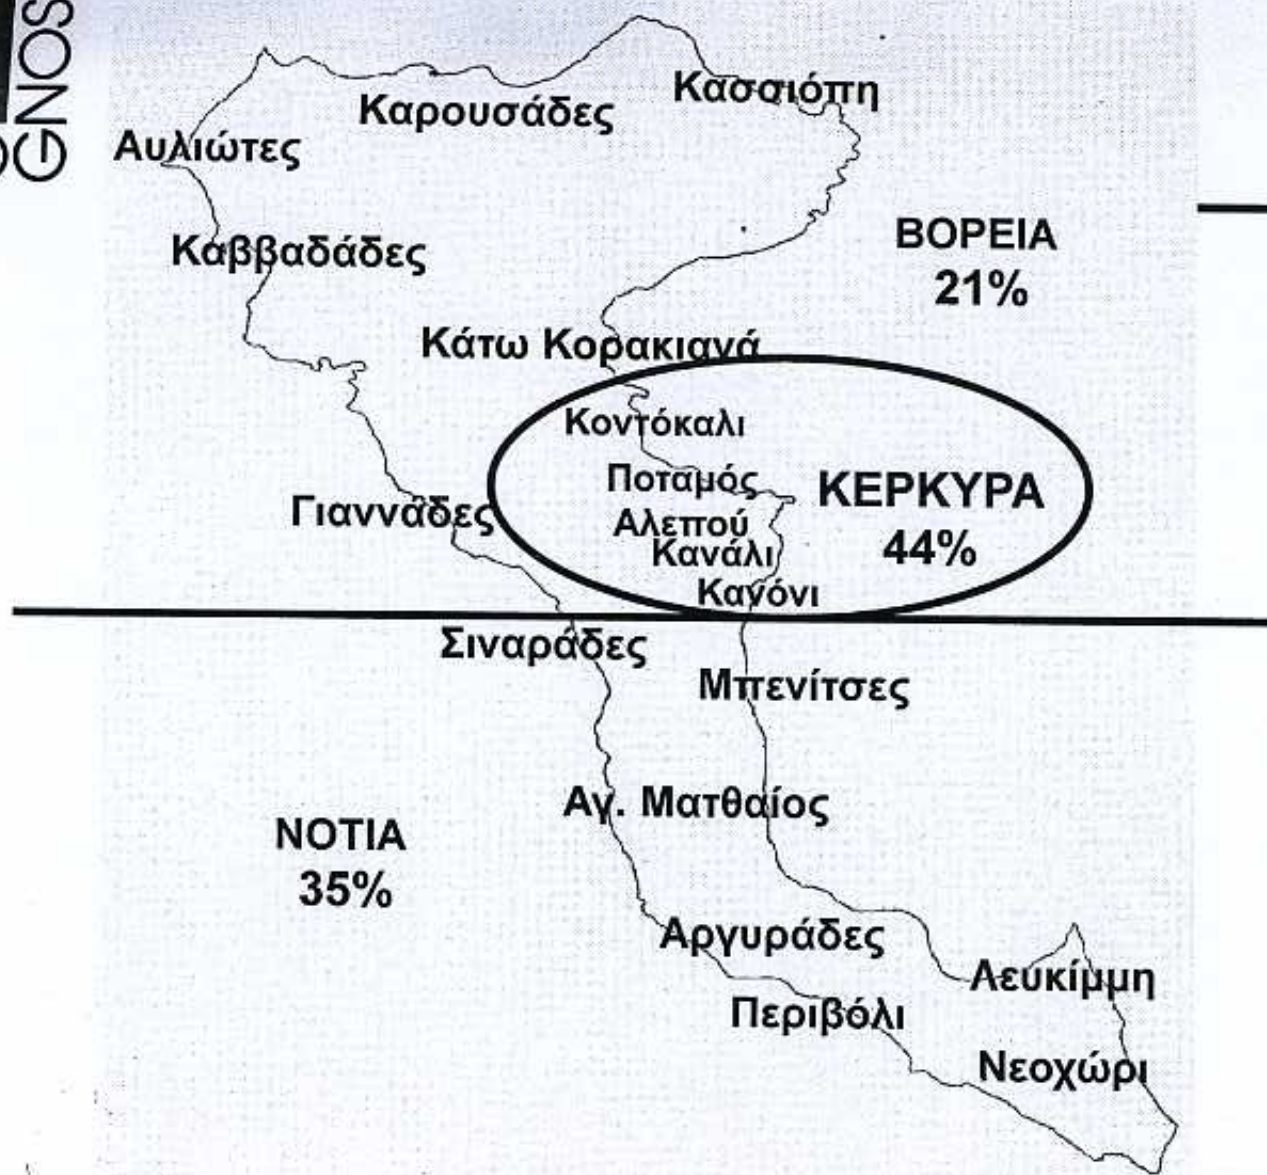 GNOS
Κασσιόπη
Καρουσάδες
Αυλιώτες
Καββαδάδες
ΒΟΡΕΙΑ
21%
Κάτω Κορακιανά
Κοντόκαλι
Ποταμός
ΚΕΡΚΥΡΑ
44%
Γιαννάδες
Αλεπού
Κανάλι
Κανόνι
Σιναράδες
Μπενίτσες
Αγ. Ματθαίος
ΝΟΤΙΑ
35%
Αργυράδες
Λευκίμμη
Περιβόλι
Νεοχώρι